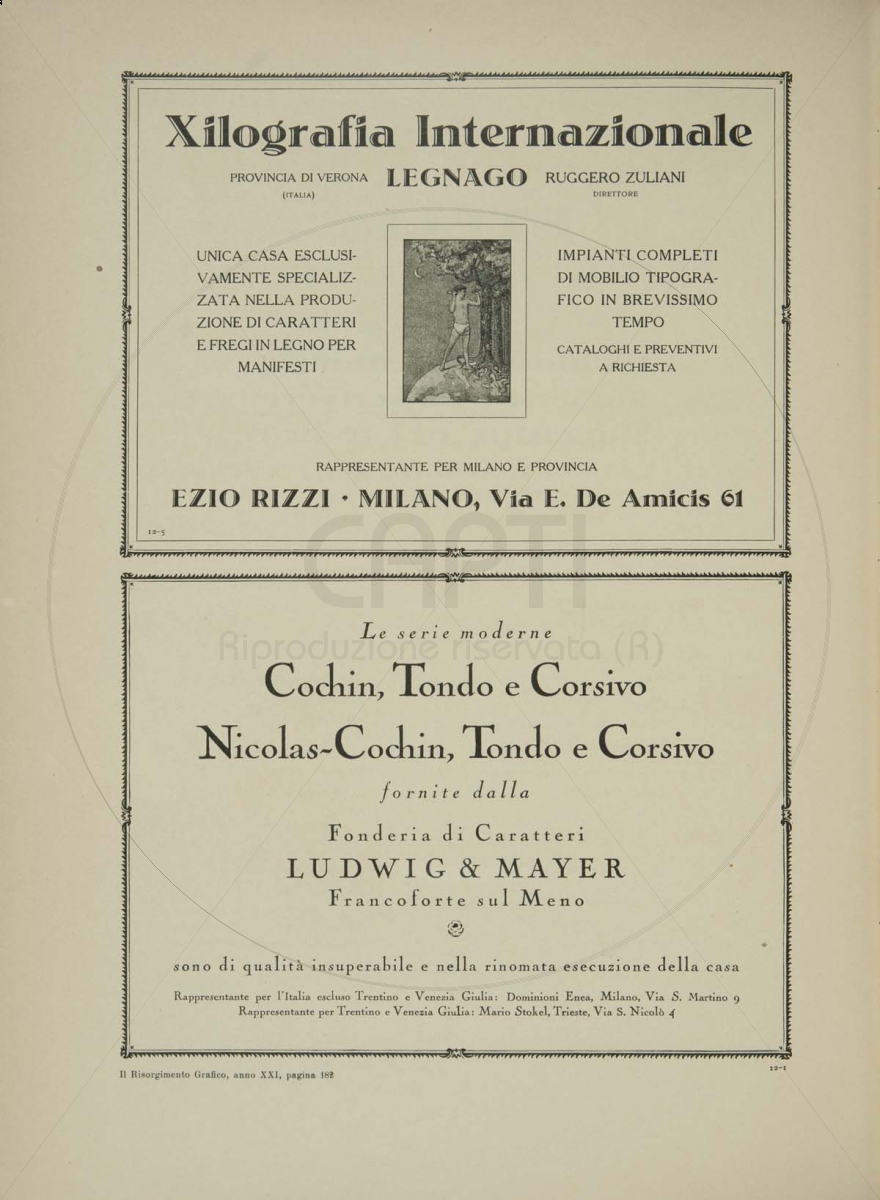 Xilografia Internazionale
PROVINCIA DI VERONA LEGNAGO RUGGERO ZULIANI
(ITALIA) DIRETTORE
UNICA CASA ESCLUSI-
VAMENTE SPECIALIZ-
ZATA NELLA PRODU-
ZIONE DI CARATTERI
E FREGI IN LEGNO PER
MANIFESTI
IMPIANTI COMPLETI
DI MOBILIO TIPOGRA-
FICO IN BREVISSIMO
TEMPO
CATALOGHI E PREVENTIVI
A RICHIESTA
RAPPRESENTANTE PER MILANO E PROVINCIA
EZIO RIZZI • MILANO, Via E. De Amicis 61
12-5
CAPTI
Riproduzione riservata (R)
Le serie moderne
Cochin, Tondo e Corsivo
Nicolas-Cochin, Tondo e Corsivo
fornite dalla
Fonderia di Caratteri
LUDWIG & MAYER
Francoforte sul Meno
sono di qualità insuperabile e nella rinomata esecuzione della casa
Rappresentante per l'Italia escluso Trentino e Venezia Giulia: Dominioni Enea, Milano, Via S. Martino 9
Rappresentante per Trentino e Venezia Giulia: Mario Stokel, Trieste, Via S. Nicolò 4
12-1
Il Risorgimento Grafico, anno XXI, pagina 182